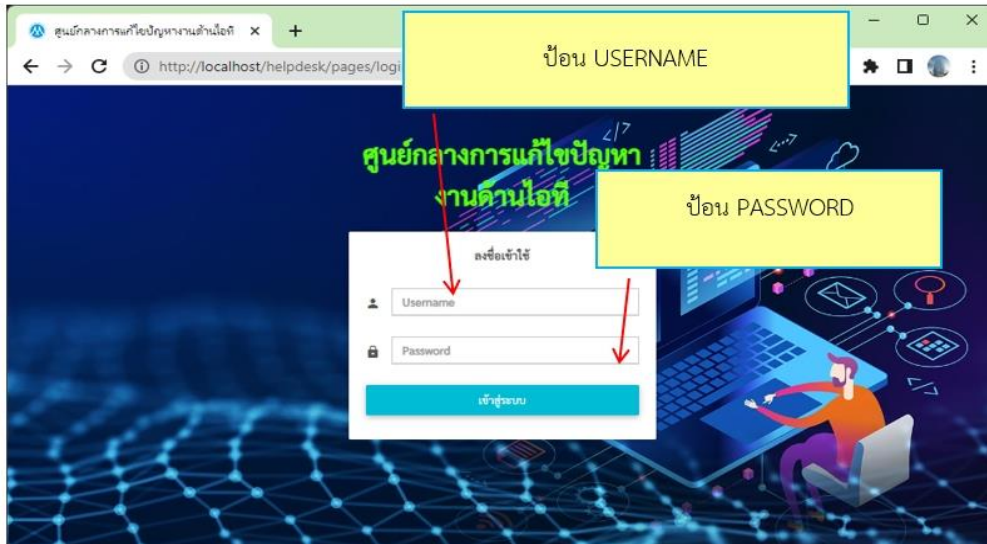 ศูนย์กลางการแก้ไขปัญหางานด้านไอที
http://localhost/helpdesk/pages/logi
ป้อน USERNAME
ศูนย์กลางการแก้ไขปัญหา
งานด้านไอที
ป้อน PASSWORD
ลงชื่อเข้าใช้
Username
Password
เข้าสู่ระบบ